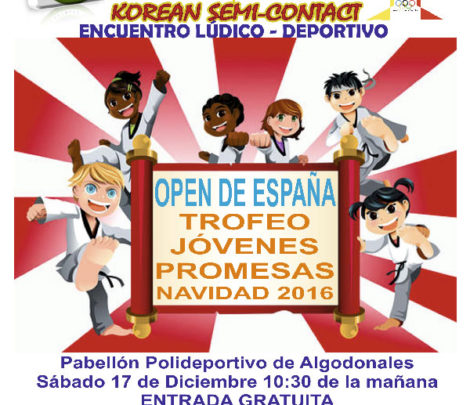 KOREAN SEMI-CONTACT
ENCUENTRO LÚDICO - DEPORTIVO
OPEN DE ESPAÑA
TROFEO
JÓVENES
PROMESAS
NAVIDAD 2016
Pabellón Polideportivo de Algodonales
Sábado 17 de Diciembre 10:30 de la mañana
ENTRADA GRATUITA